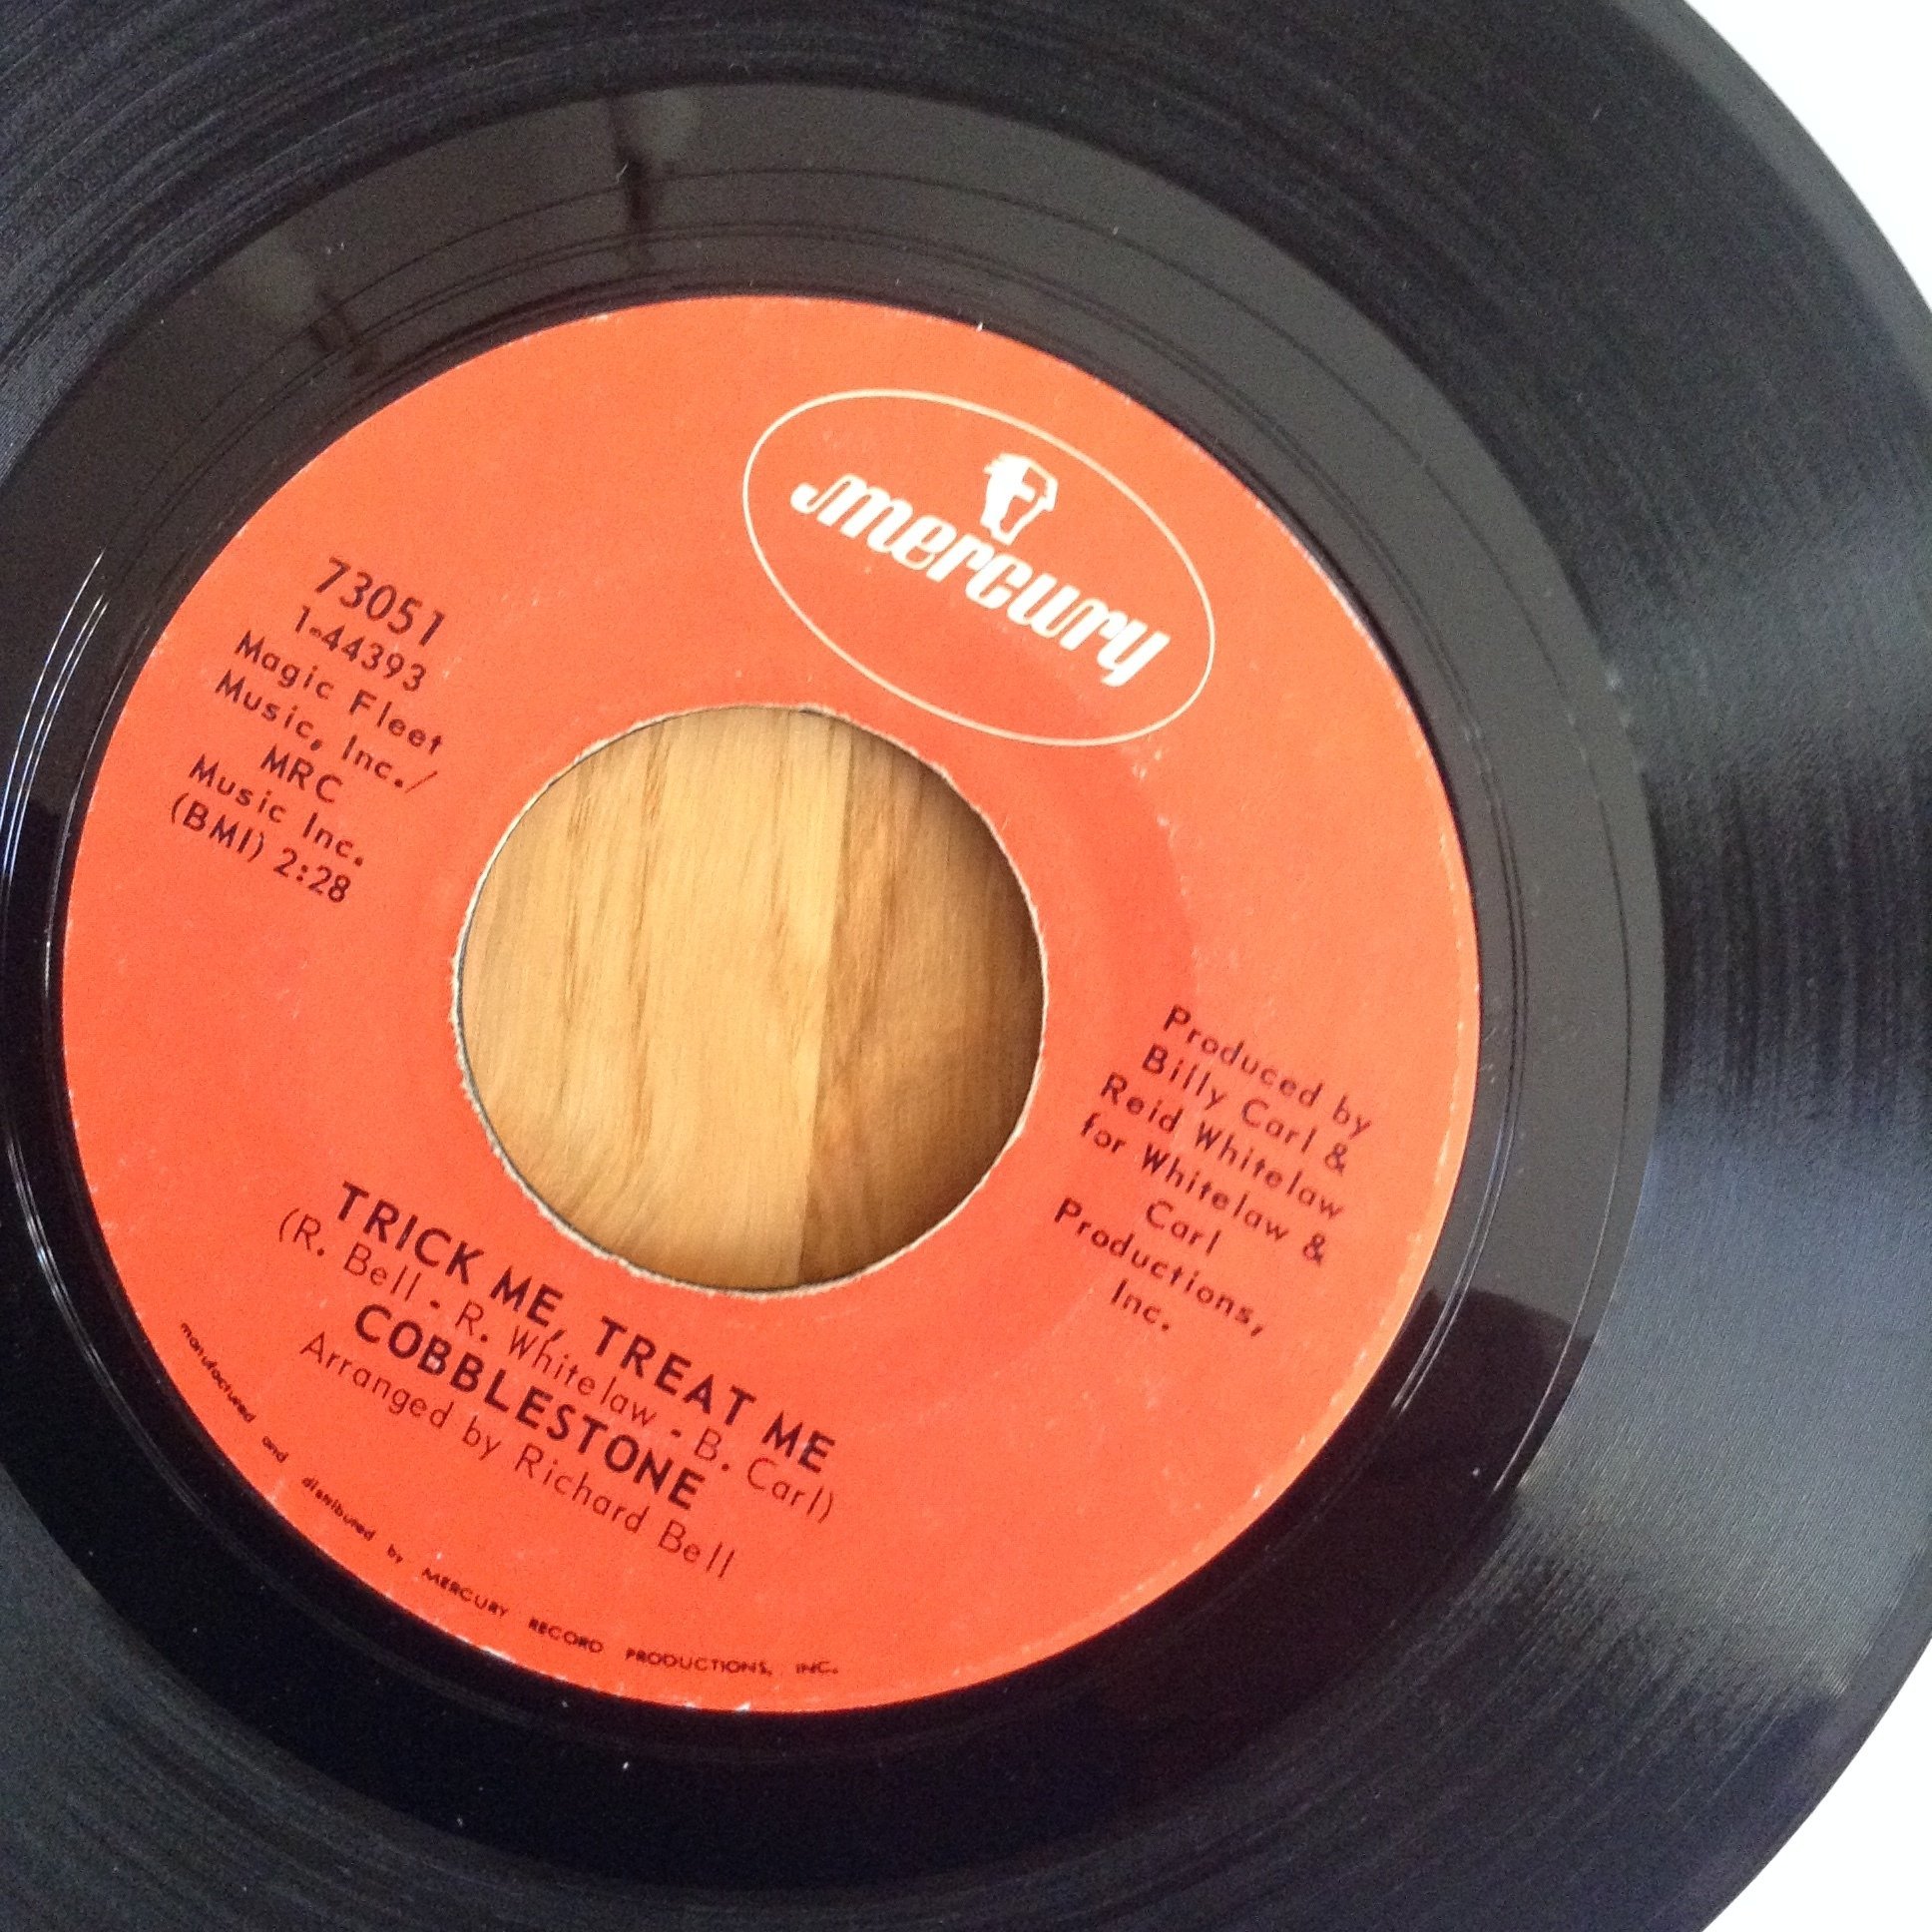 mercury
73051
1-44393
Magic Fleet
Music, Inc./
MRC
Music Inc.
(BMI) 2:28
Produced by
Billy Carl &
Reid Whitelaw
for Whitelaw &
Carl
Productions,
Inc.
TRICK ME, TREAT ME
(R. Bell - R. Whitelaw - B. Carl)
COBBLESTONE
Arranged by Richard Bell
manufactured and distributed by MERCURY RECORD PRODUCTIONS, INC.